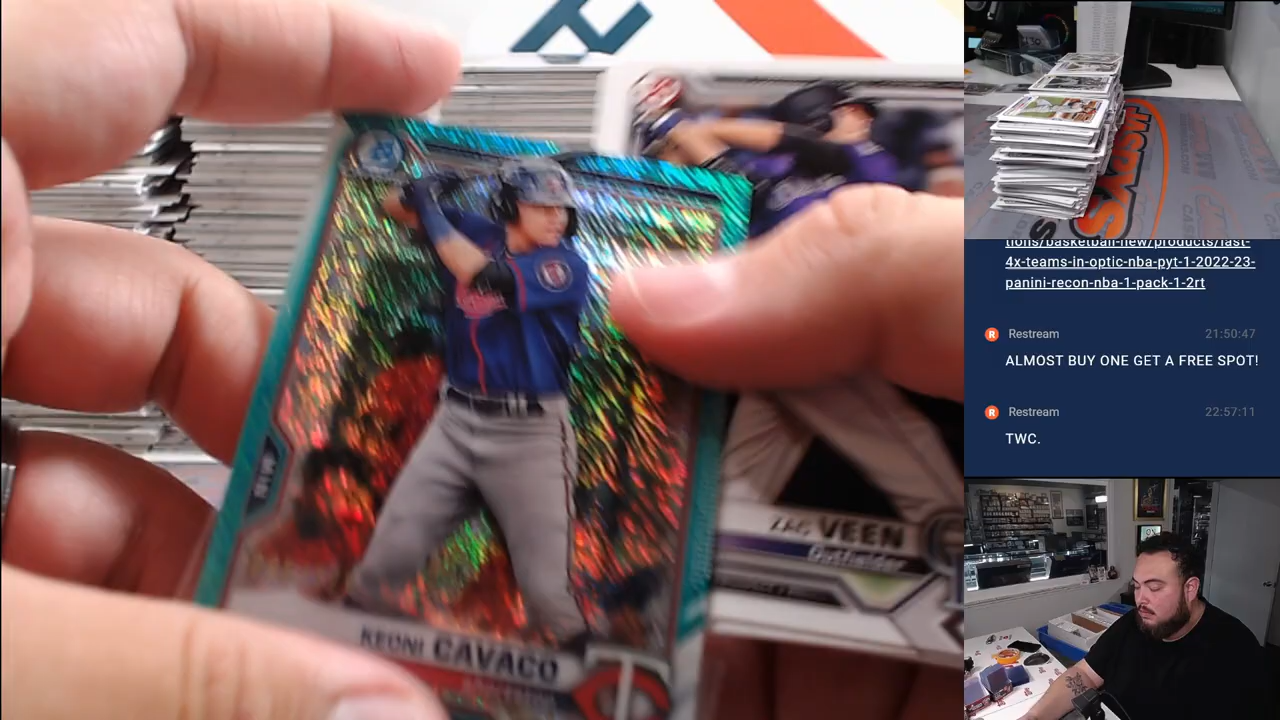 KEONI CAVACO
ZAC VEEN
Outfielder
tions/basketball-new/products/last-
4x-teams-in-optic-nba-pyt-1-2022-23-
panini-recon-nba-1-pack-1-2rt
Restream 21:50:47
ALMOST BUY ONE GET A FREE SPOT!
Restream 22:57:11
TWC.